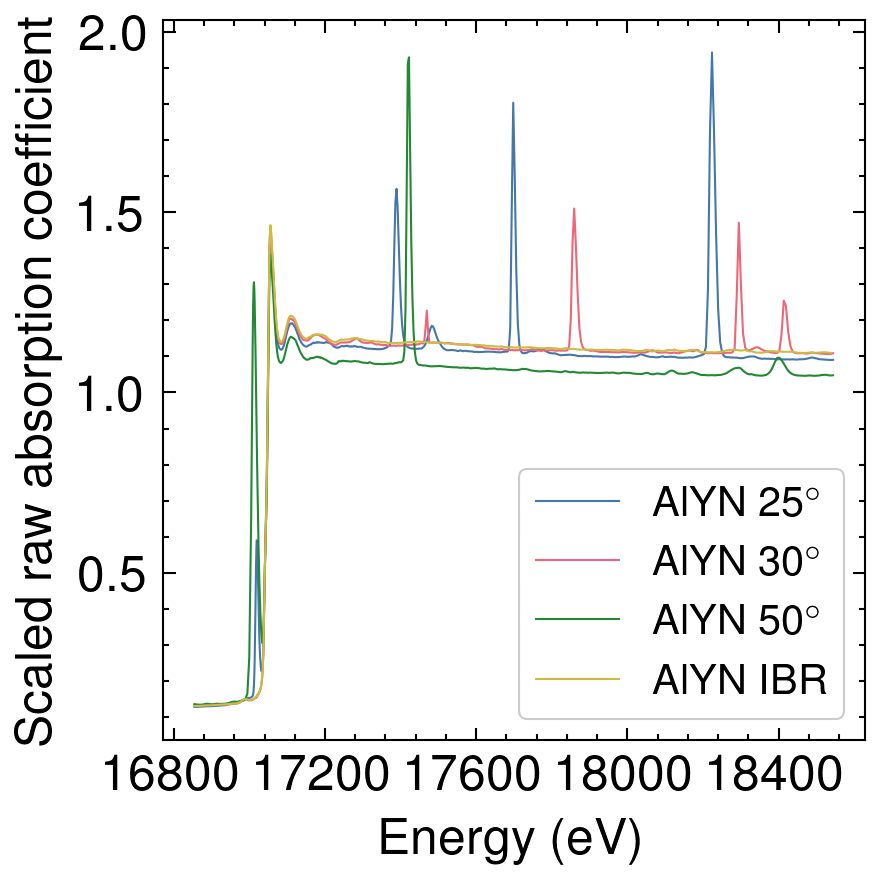 Scaled raw absorption coefficient
2.0
1.5
1.0
0.5
AlYN 25°
AlYN 30°
AlYN 50°
AlYN IBR
16800 17200 17600 18000 18400
Energy (eV)